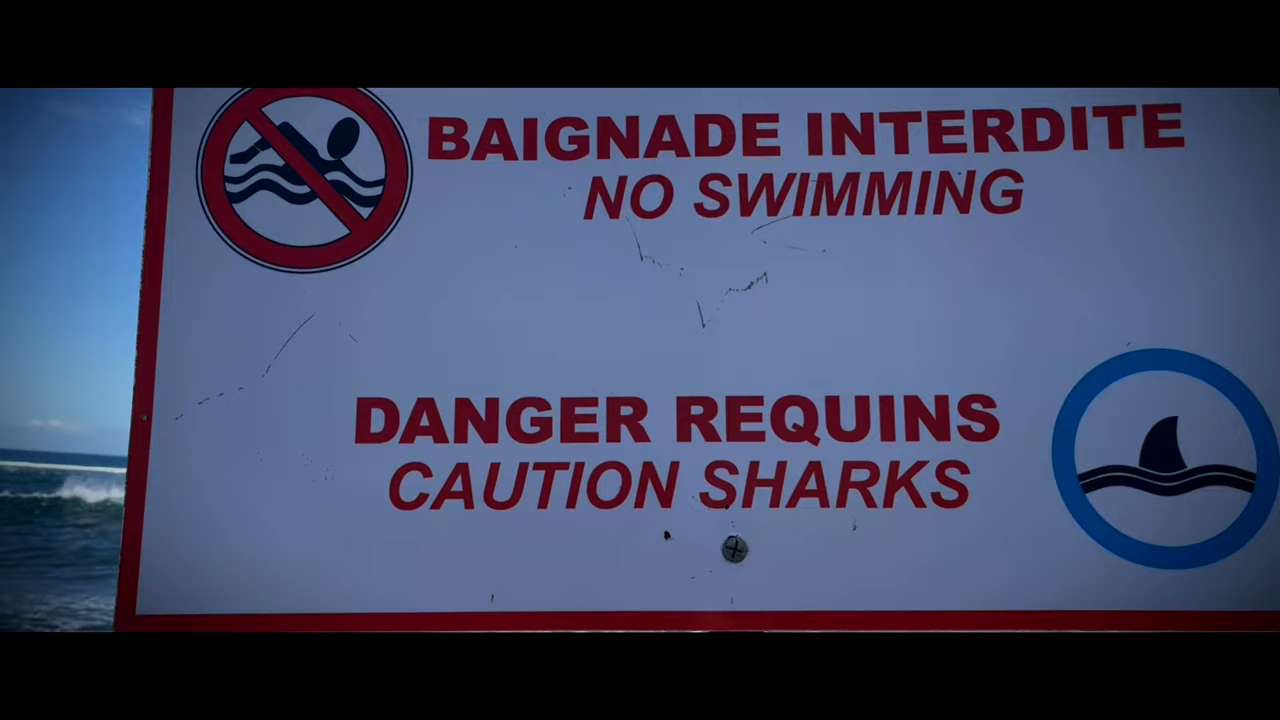 BAIGNADE INTERDITE
NO SWIMMING
DANGER REQUINS
CAUTION SHARKS